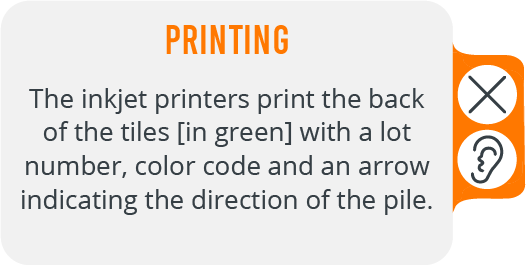 PRINTING
The inkjet printers print the back
of the tiles [in green] with a lot
number, color code and an arrow
indicating the direction of the pile.